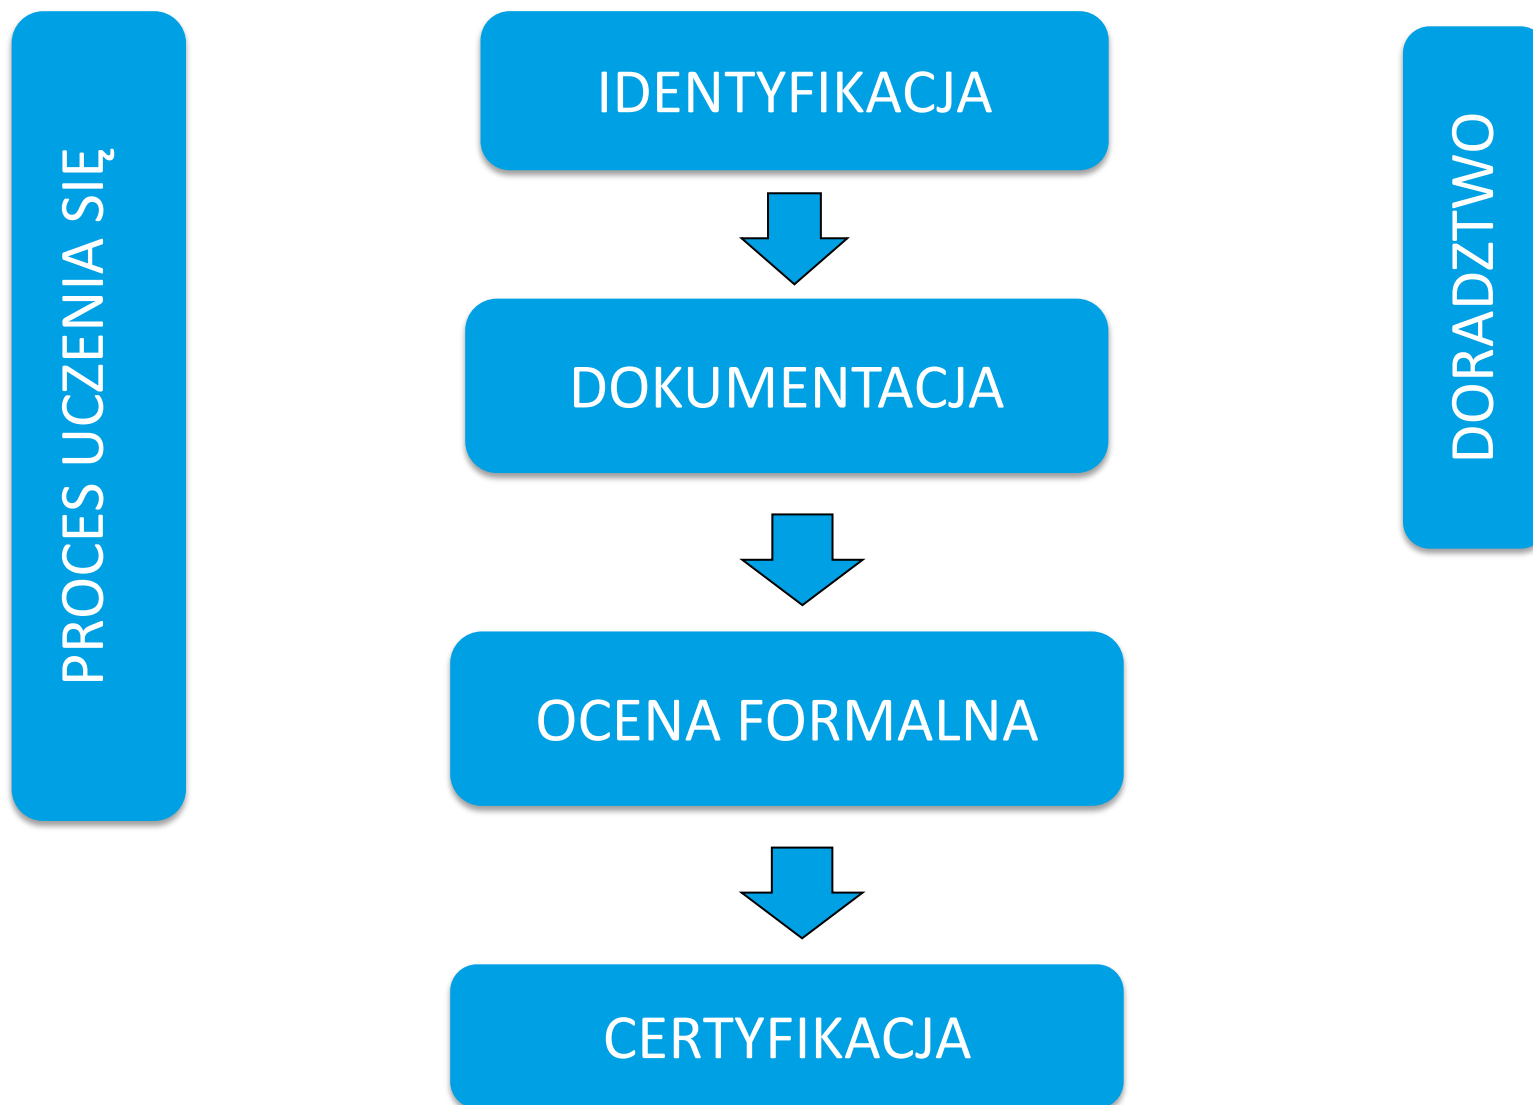 PROCES UCZENIA SIĘ
IDENTYFIKACJA
DOKUMENTACJA
OCENA FORMALNA
CERTYFIKACJA
DORADZTWO